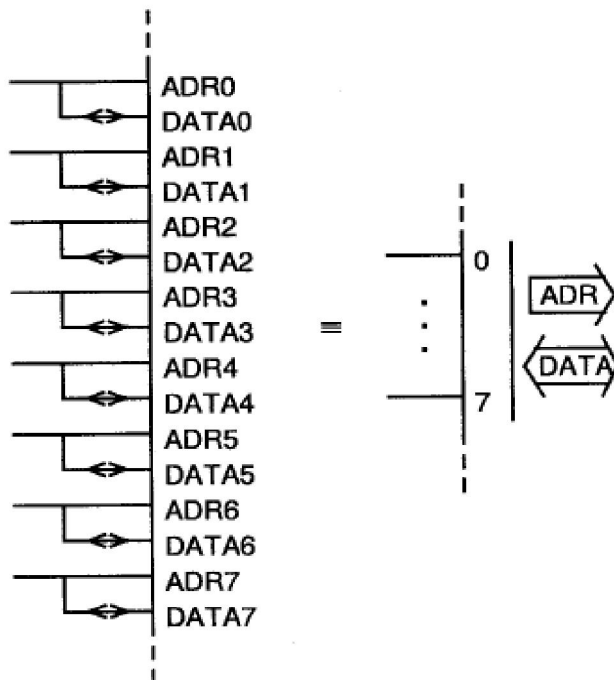 ADR0
DATA0
ADR1
DATA1
ADR2
DATA2
ADR3
DATA3
ADR4
DATA4
ADR5
DATA5
ADR6
DATA6
ADR7
DATA7
≡
0
7
ADR
DATA